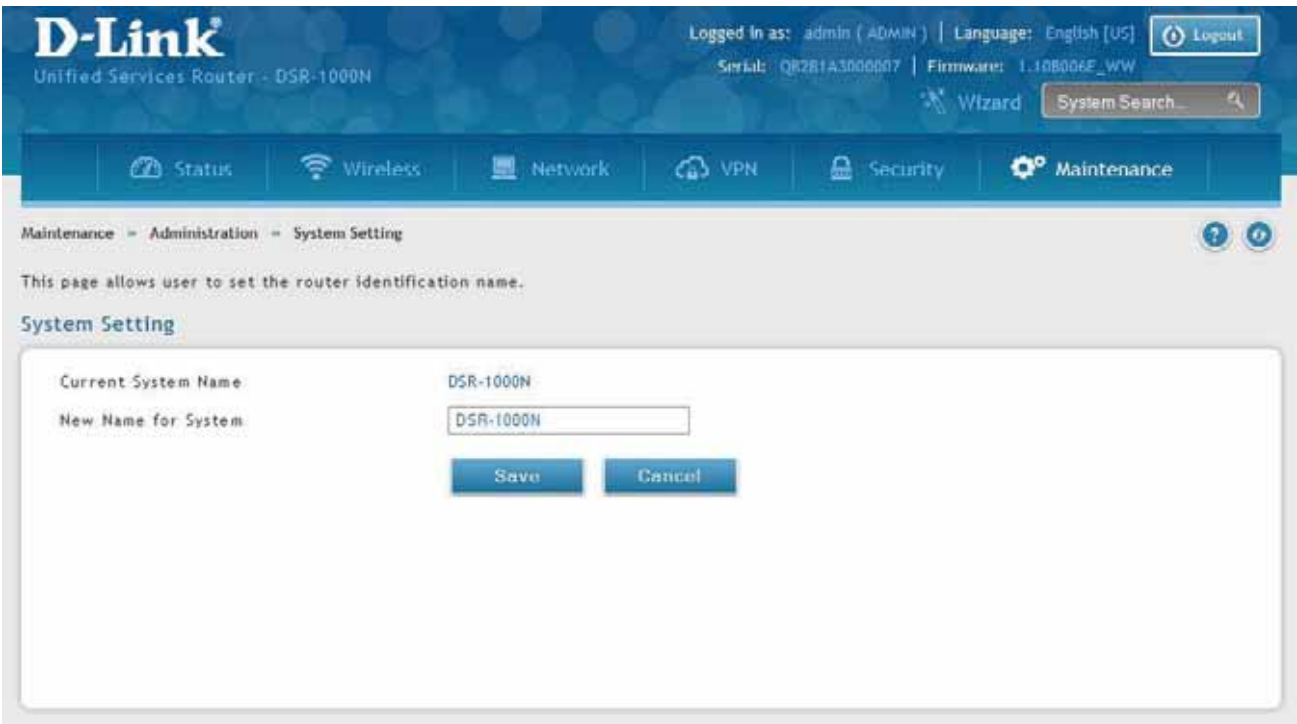 D-Link
Unified Services Router - DSR-1000N
Logged in as: admin ( ADMIN ) | Language: English [US]
Logout
Serial: QB2B1A3000007 | Firmware: 1.10B006E_WW
Wizard
System Search...
Status
Wireless
Network
VPN
Security
Maintenance
Maintenance » Administration » System Setting
This page allows user to set the router identification name.
System Setting
Current System Name DSR-1000N
New Name for System DSR-1000N
Save Cancel